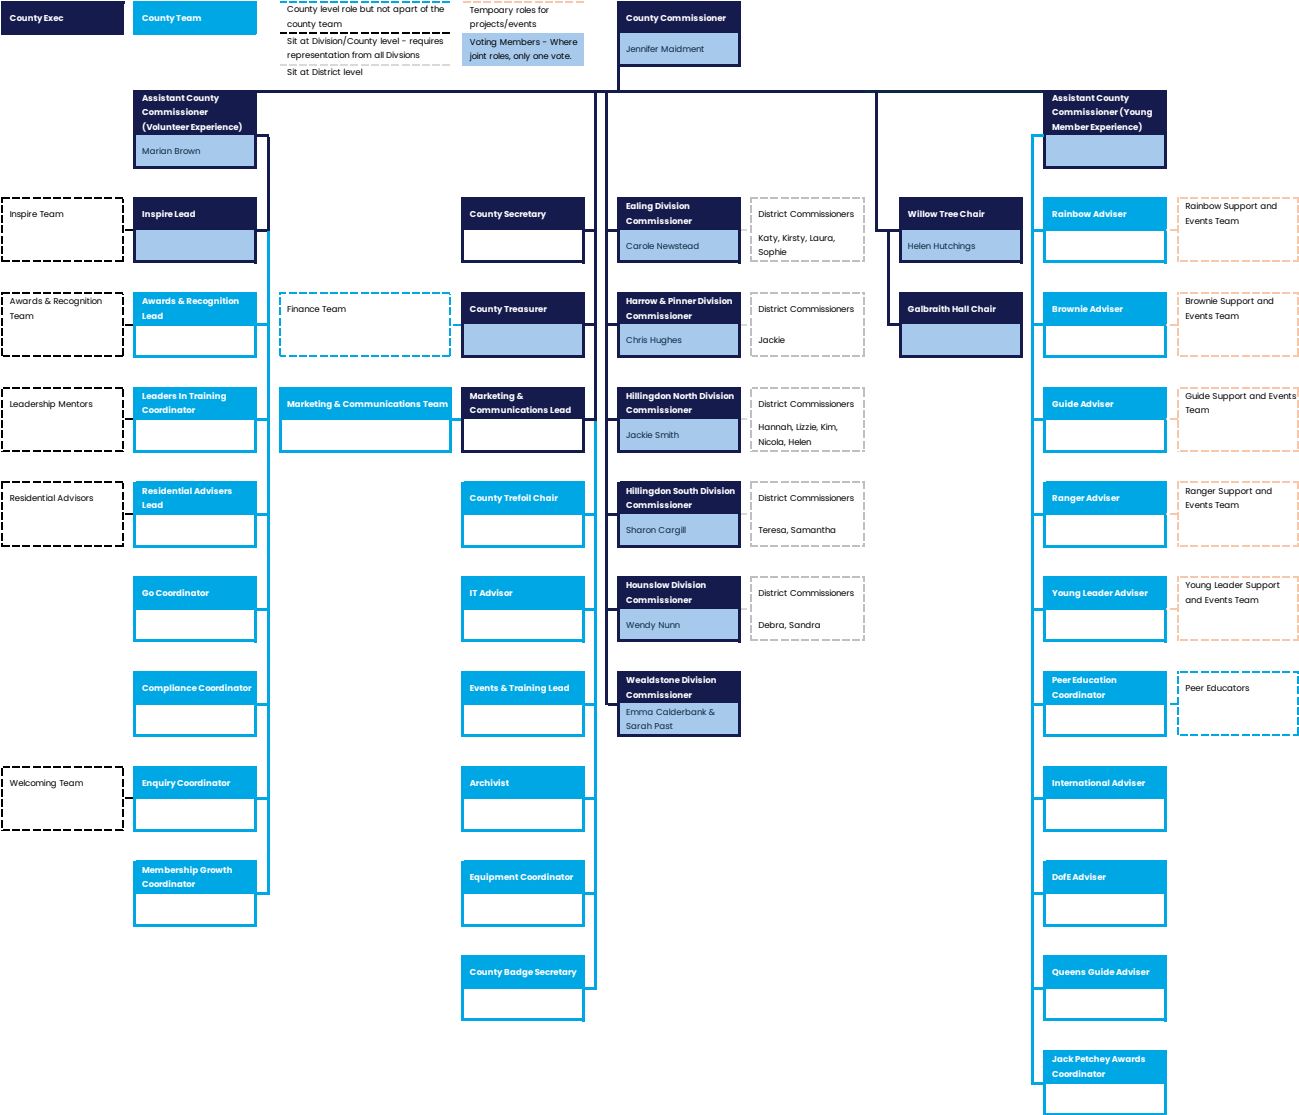 County Exec
County Team
County level role but not apart of the
county team
Sit at Division/County level - requires
representation from all Divsions
Sit at District level
Tempoary roles for
projects/events
Voting Members - Where
joint roles, only one vote.
County Commissioner
Jennifer Maidment
Assistant County
Commissioner
(Volunteer Experience)
Marian Brown
Assistant County
Commissioner (Young
Member Experience)
Inspire Team
Inspire Lead
County Secretary
Ealing Division
Commissioner
Carole Newstead
District Commissioners
Katy, Kirsty, Laura,
Sophie
Willow Tree Chair
Helen Hutchings
Rainbow Adviser
Rainbow Support and
Events Team
Awards & Recognition
Team
Awards & Recognition
Lead
Finance Team
County Treasurer
Harrow & Pinner Division
Commissioner
Chris Hughes
District Commissioners
Jackie
Galbraith Hall Chair
Brownie Adviser
Brownie Support and
Events Team
Leadership Mentors
Leaders In Training
Coordinator
Marketing & Communications Team
Marketing &
Communications Lead
Hillingdon North Division
Commissioner
Jackie Smith
District Commissioners
Hannah, Lizzie, Kim,
Nicola, Helen
Guide Adviser
Guide Support and Events
Team
Residential Advisors
Residential Advisers
Lead
County Trefoil Chair
Hillingdon South Division
Commissioner
Sharon Cargill
District Commissioners
Teresa, Samantha
Ranger Adviser
Ranger Support and
Events Team
Go Coordinator
IT Advisor
Hounslow Division
Commissioner
Wendy Nunn
District Commissioners
Debra, Sandra
Young Leader Adviser
Young Leader Support
and Events Team
Compliance Coordinator
Events & Training Lead
Wealdstone Division
Commissioner
Emma Calderbank &
Sarah Past
Peer Education
Coordinator
Peer Educators
Welcoming Team
Enquiry Coordinator
Archivist
International Adviser
Membership Growth
Coordinator
Equipment Coordinator
DofE Adviser
County Badge Secretary
Queens Guide Adviser
Jack Petchey Awards
Coordinator